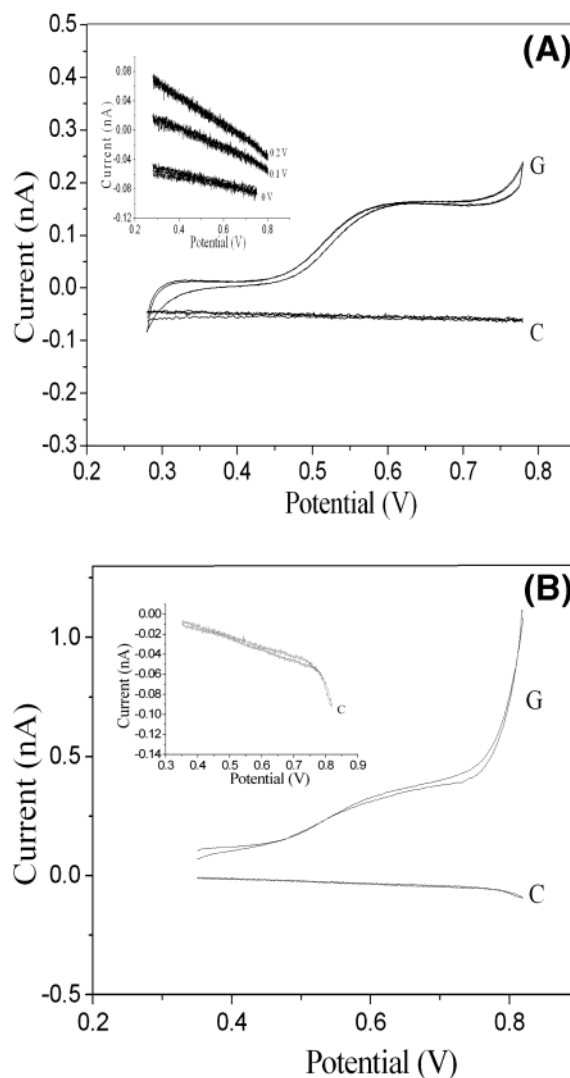 (A)
Current (nA)
0.5
0.4
0.3
0.2
0.1
0.0
-0.1
-0.2
-0.3
0.2 0.3 0.4 0.5 0.6 0.7 0.8
Potential (V)
G
C
Current (nA)
0.08
0.04
0.00
-0.04
-0.08
-0.12
0.2 0.4 0.6 0.8
Potential (V)
0.2 V
0.1 V
0 V
(B)
Current (nA)
1.0
0.5
0.0
-0.5
0.2 0.4 0.6 0.8
Potential (V)
G
C
Current (nA)
0.00
-0.02
-0.04
-0.06
-0.08
-0.10
-0.12
-0.14
0.3 0.4 0.5 0.6 0.7 0.8 0.9
Potential (V)
C